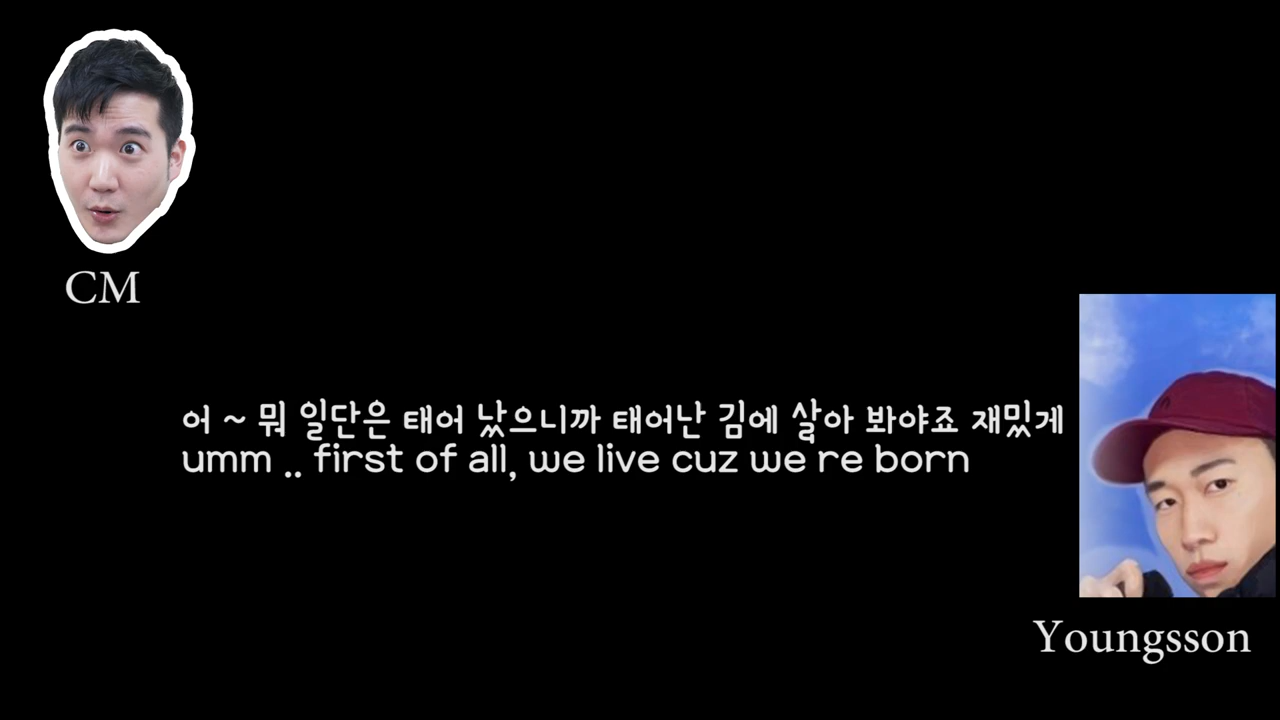 CM
어 ~ 뭐 일단은 태어 났으니까 태어난 김에 살아 봐야죠 재밌게
umm .. first of all, we live cuz we re born
Youngsson